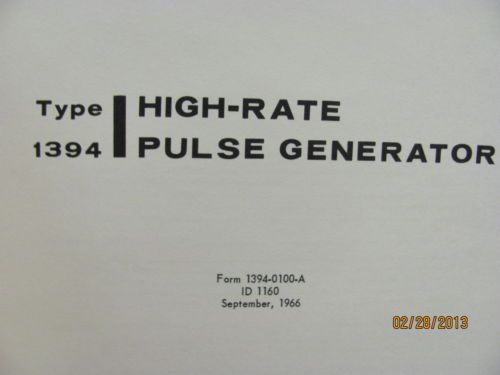 Type HIGH-RATE
1394 PULSE GENERATOR
Form 1394-0100-A
ID 1160
September, 1966
02/28/2013